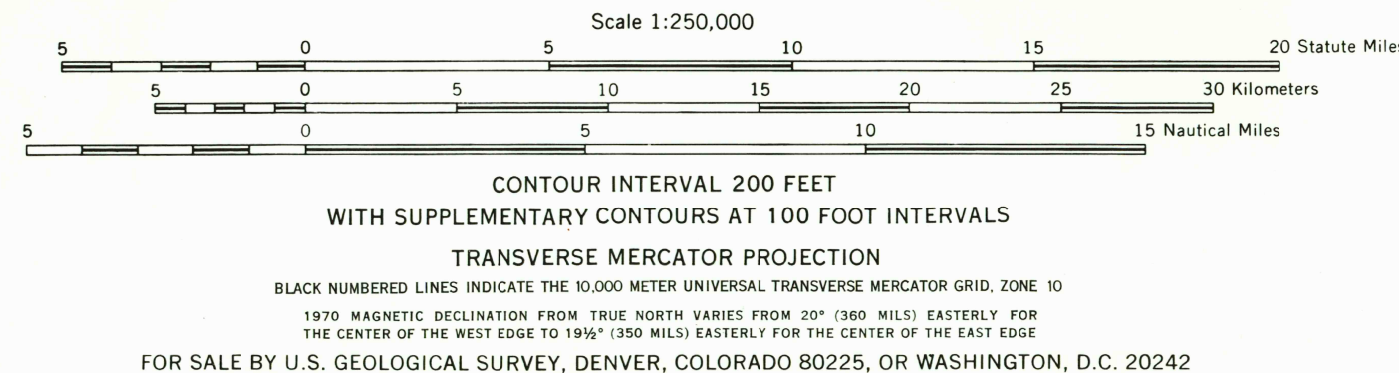 Scale 1:250,000
5 0 5 10 15 20 Statute Miles
5 0 5 10 15 20 25 30 Kilometers
5 0 5 10 15 Nautical Miles
CONTOUR INTERVAL 200 FEET
WITH SUPPLEMENTARY CONTOURS AT 100 FOOT INTERVALS
TRANSVERSE MERCATOR PROJECTION
BLACK NUMBERED LINES INDICATE THE 10,000 METER UNIVERSAL TRANSVERSE MERCATOR GRID, ZONE 10
1970 MAGNETIC DECLINATION FROM TRUE NORTH VARIES FROM 20° (360 MILS) EASTERLY FOR
THE CENTER OF THE WEST EDGE TO 19½° (350 MILS) EASTERLY FOR THE CENTER OF THE EAST EDGE
FOR SALE BY U.S. GEOLOGICAL SURVEY, DENVER, COLORADO 80225, OR WASHINGTON, D.C. 20242